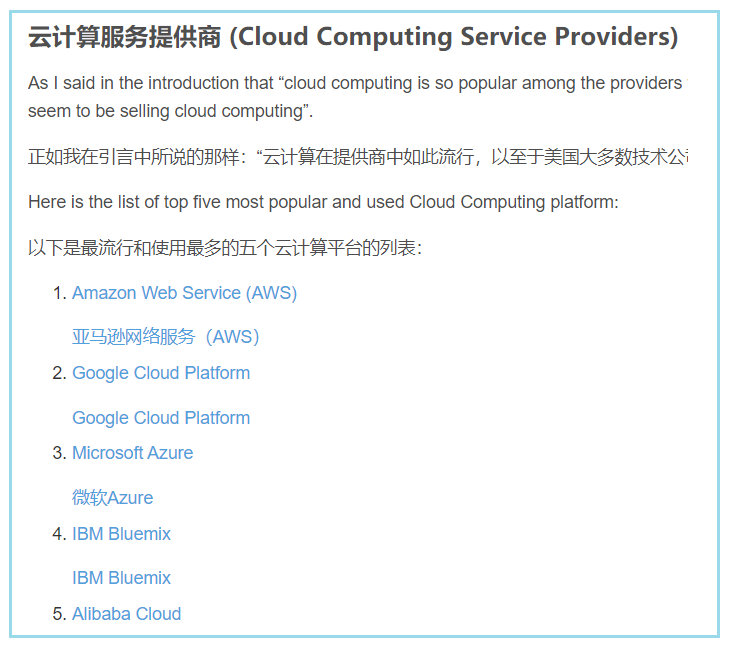 云计算服务提供商 (Cloud Computing Service Providers)
As I said in the introduction that “cloud computing is so popular among the providers
seem to be selling cloud computing”.
正如我在引言中所说的那样：“云计算在提供商中如此流行，以至于美国大多数技术公
Here is the list of top five most popular and used Cloud Computing platform:
以下是最流行和使用最多的五个云计算平台的列表：
1. Amazon Web Service (AWS)
亚马逊网络服务（AWS）
2. Google Cloud Platform
Google Cloud Platform
3. Microsoft Azure
微软Azure
4. IBM Bluemix
IBM Bluemix
5. Alibaba Cloud